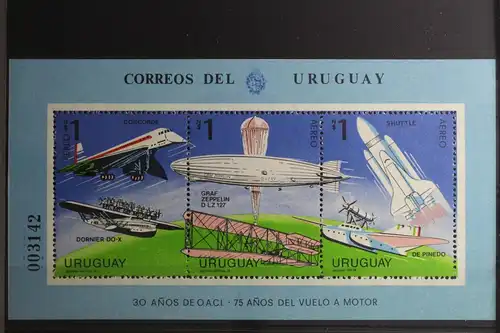 CORREOS DEL URUGUAY
CONCORDE
N$ 1
AEREO
N$ 1
AEREO
N$ 1
SHUTTLE
AEREO
GRAF
ZEPPELIN
D-LZ 127
DORNIER-DO-X
DE PINEDO
URUGUAY
URUGUAY
URUGUAY
003142
30 AÑOS DE O.A.C.I. - 75 AÑOS DEL VUELO A MOTOR